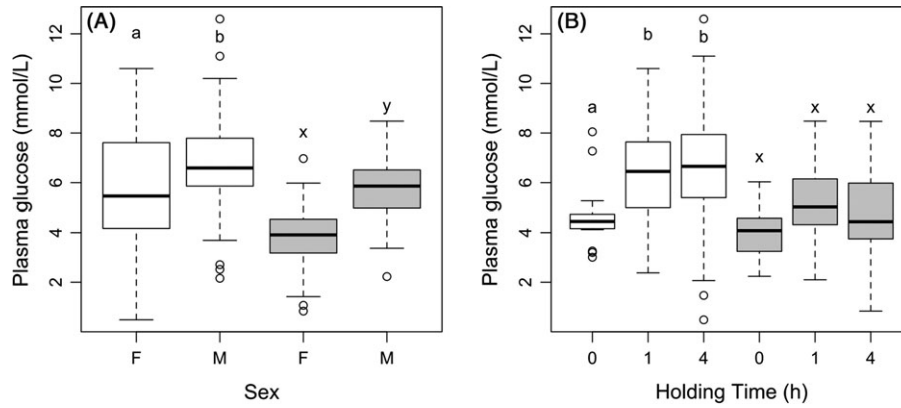 (A)
a
b
x
y
12
10
8
6
4
2
Plasma glucose (mmol/L)
F
M
F
M
Sex
(B)
a
b
b
x
x
x
12
10
8
6
4
2
Plasma glucose (mmol/L)
0
1
4
0
1
4
Holding Time (h)